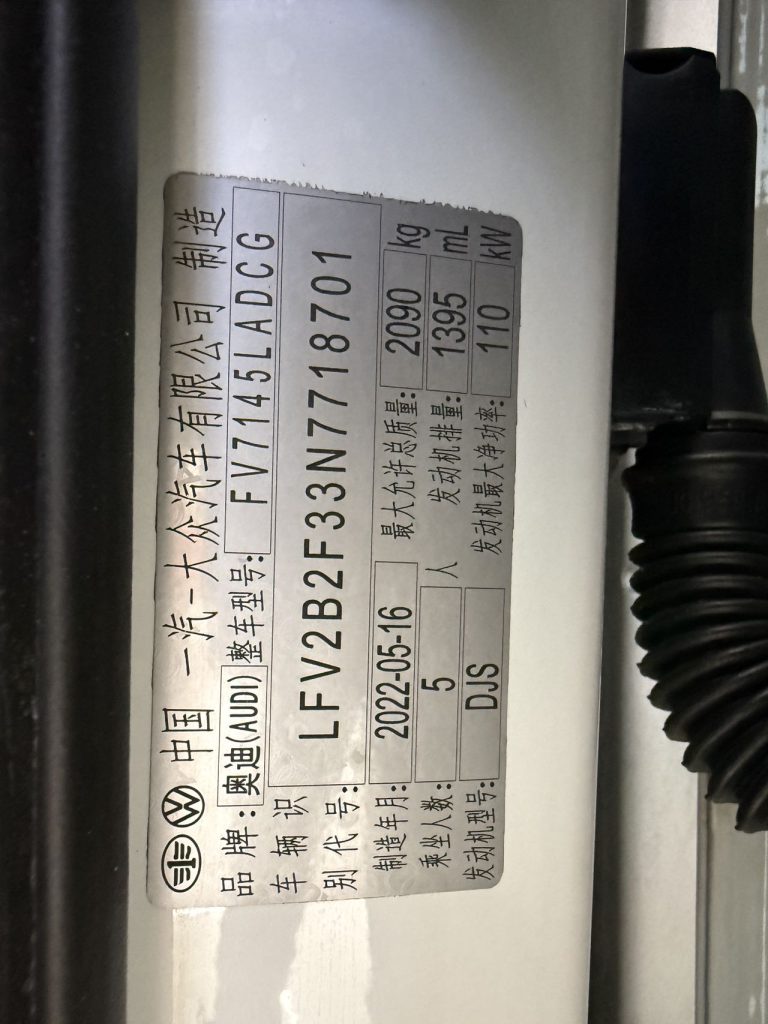 中国 一汽-大众汽车有限公司 制造
品牌: 奥迪(AUDI) 整车型号: FV7145LADCG
车辆识别代号: LFV2B2F33N7718701
制造年月: 2022-05-16 最大允许总质量: 2090 kg
乘坐人数: 5 人 发动机排量: 1395 mL
发动机型号: DJS 发动机最大净功率: 110 kW